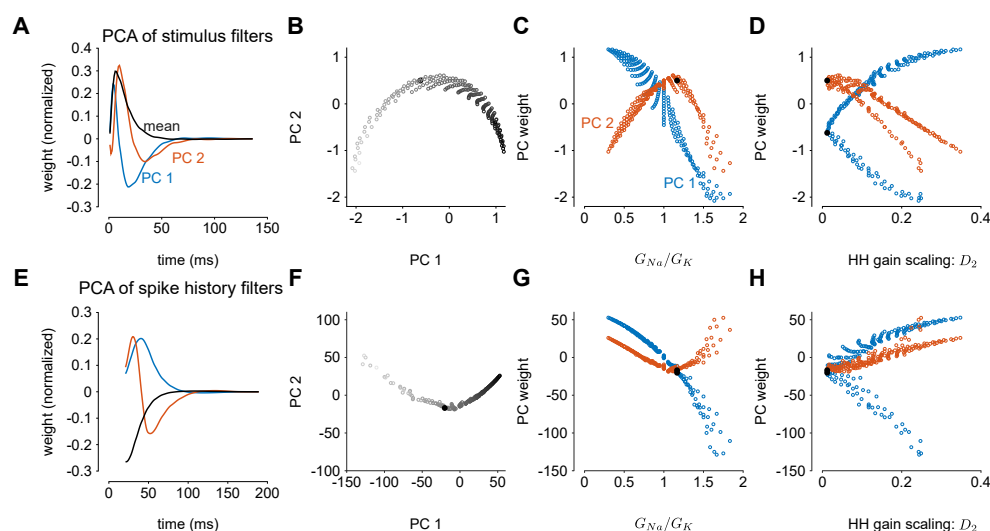 A
PCA of stimulus filters
weight (normalized)
0.4
0.3
0.2
0.1
0
-0.1
-0.2
0.3
mean
PC 2
PC 1
0
50
100
150
time (ms)
B
PC 2
1
0
-1
-2
-2
-1
0
1
PC 1
C
PC weight
1
0
-1
-2
PC 2
PC 1
0
0.5
1
1.5
2
G_Na/G_K
D
PC weight
1
0
-1
-2
0
0.2
0.4
HH gain scaling: D_2
E
PCA of spike history filters
weight (normalized)
0.3
0.2
0.1
0
-0.1
-0.2
-0.3
0
50
100
150
200
time (ms)
F
PC 2
100
50
0
-50
-100
-150
-100
-50
0
50
PC 1
G
PC weight
50
0
-50
-100
-150
0
0.5
1
1.5
2
G_Na/G_K
H
PC weight
50
0
-50
-100
-150
0
0.2
0.4
HH gain scaling: D_2